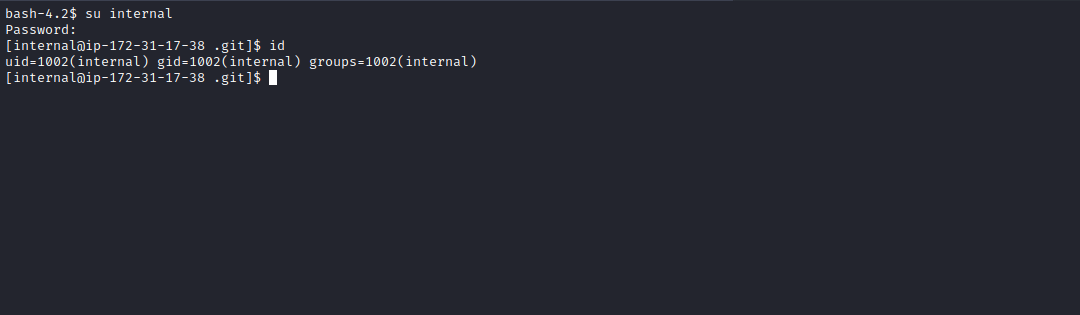 bash-4.2$ su internal
Password:
[internal@ip-172-31-17-38 .git]$ id
uid=1002(internal) gid=1002(internal) groups=1002(internal)
[internal@ip-172-31-17-38 .git]$